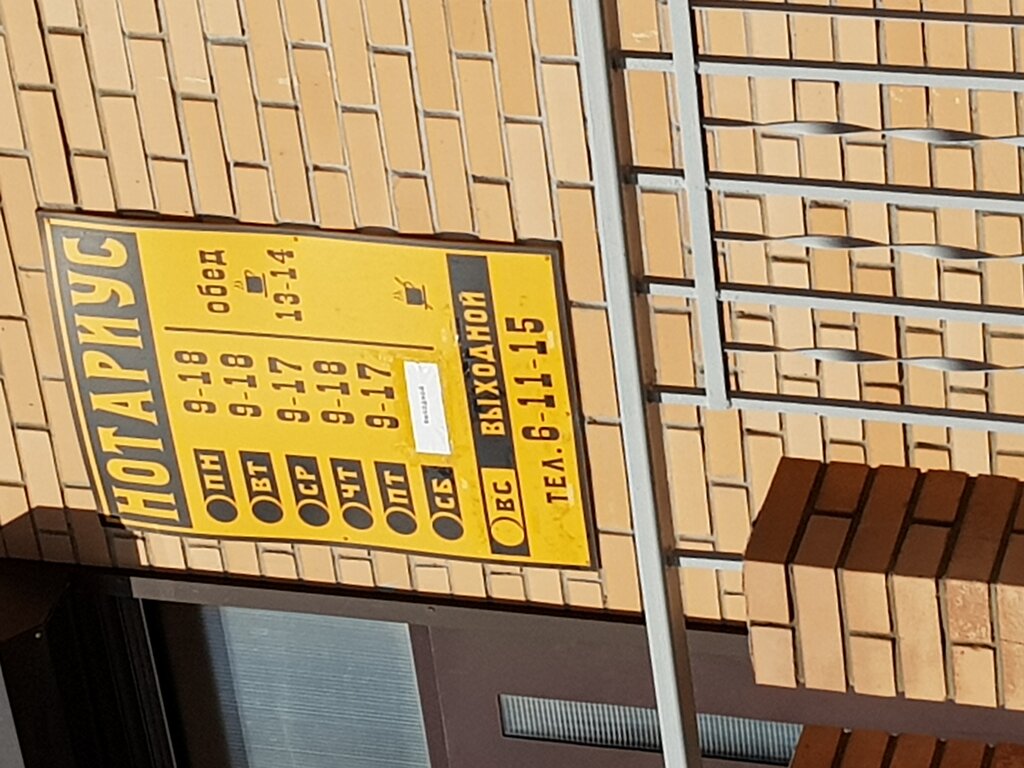 НОТАРИУС
ПН 9-18 обед
ВТ 9-18
СР 9-17 13-14
ЧТ 9-18
ПТ 9-17
СБ выходной
ВС ВЫХОДНОЙ
ТЕЛ. 6-11-15